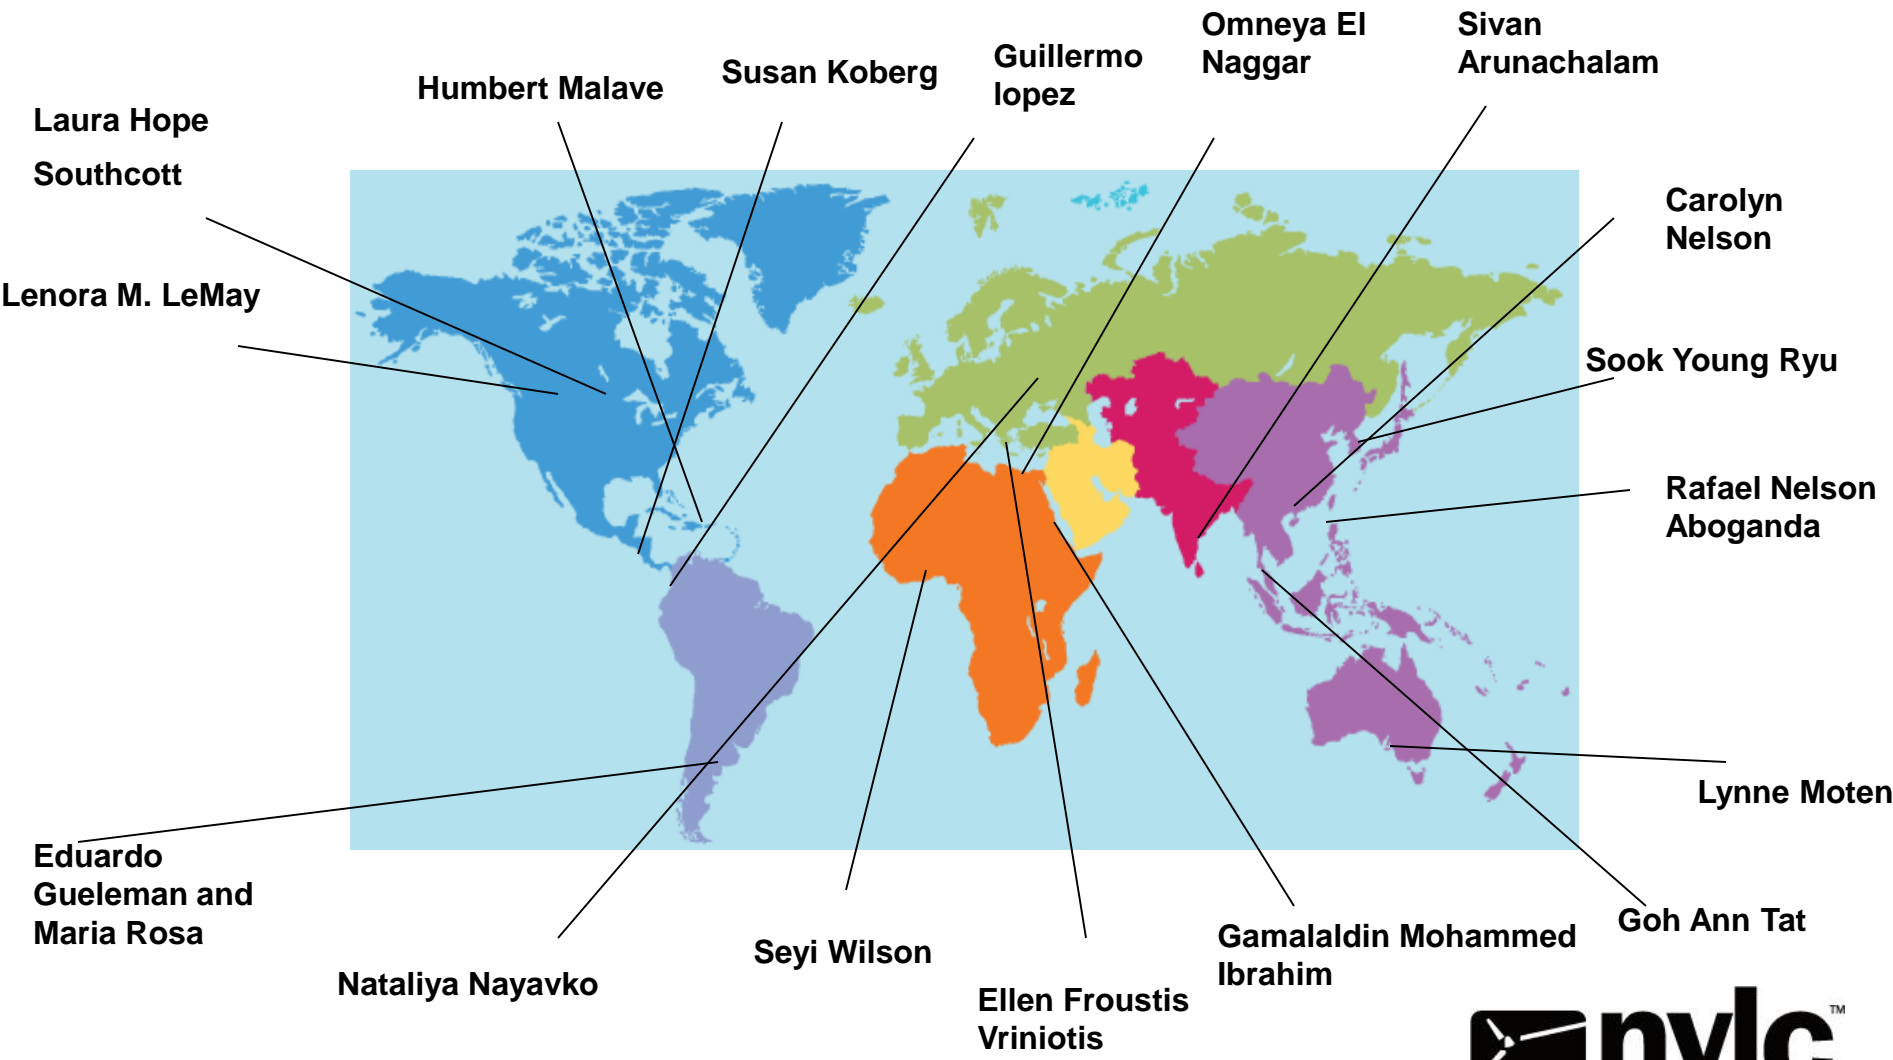 Omneya El
Naggar
Sivan
Arunachalam
Guillermo
lopez
Susan Koberg
Humbert Malave
Laura Hope
Southcott
Carolyn
Nelson
Lenora M. LeMay
Sook Young Ryu
Rafael Nelson
Aboganda
Lynne Moten
Eduardo
Gueleman and
Maria Rosa
Goh Ann Tat
Gamalaldin Mohammed
Ibrahim
Seyi Wilson
Nataliya Nayavko
Ellen Froustis
Vriniotis
nylc™